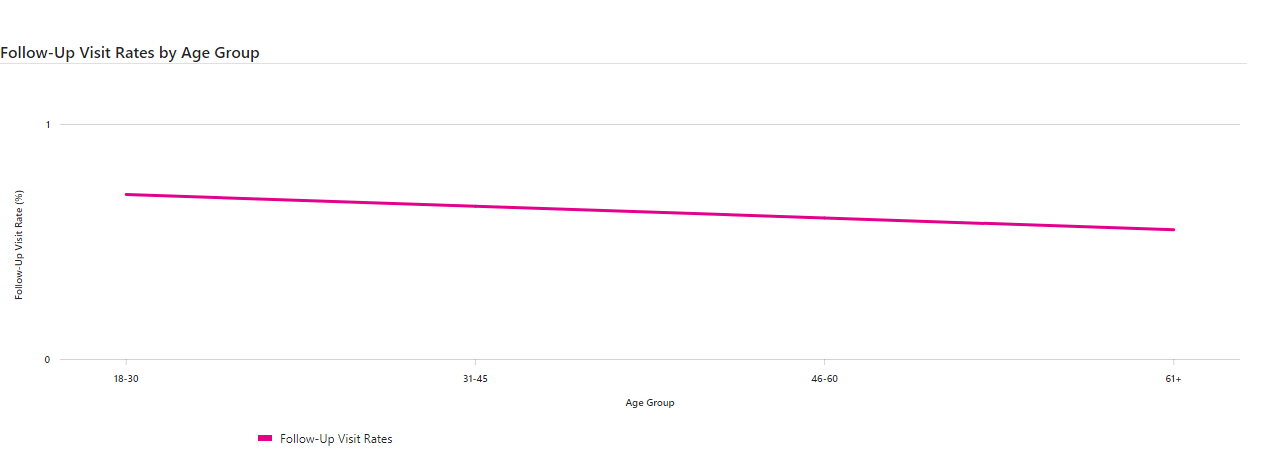 Follow-Up Visit Rates by Age Group
1
Follow-Up Visit Rate (%)
0
18-30 31-45 46-60 61+
Age Group
Follow-Up Visit Rates